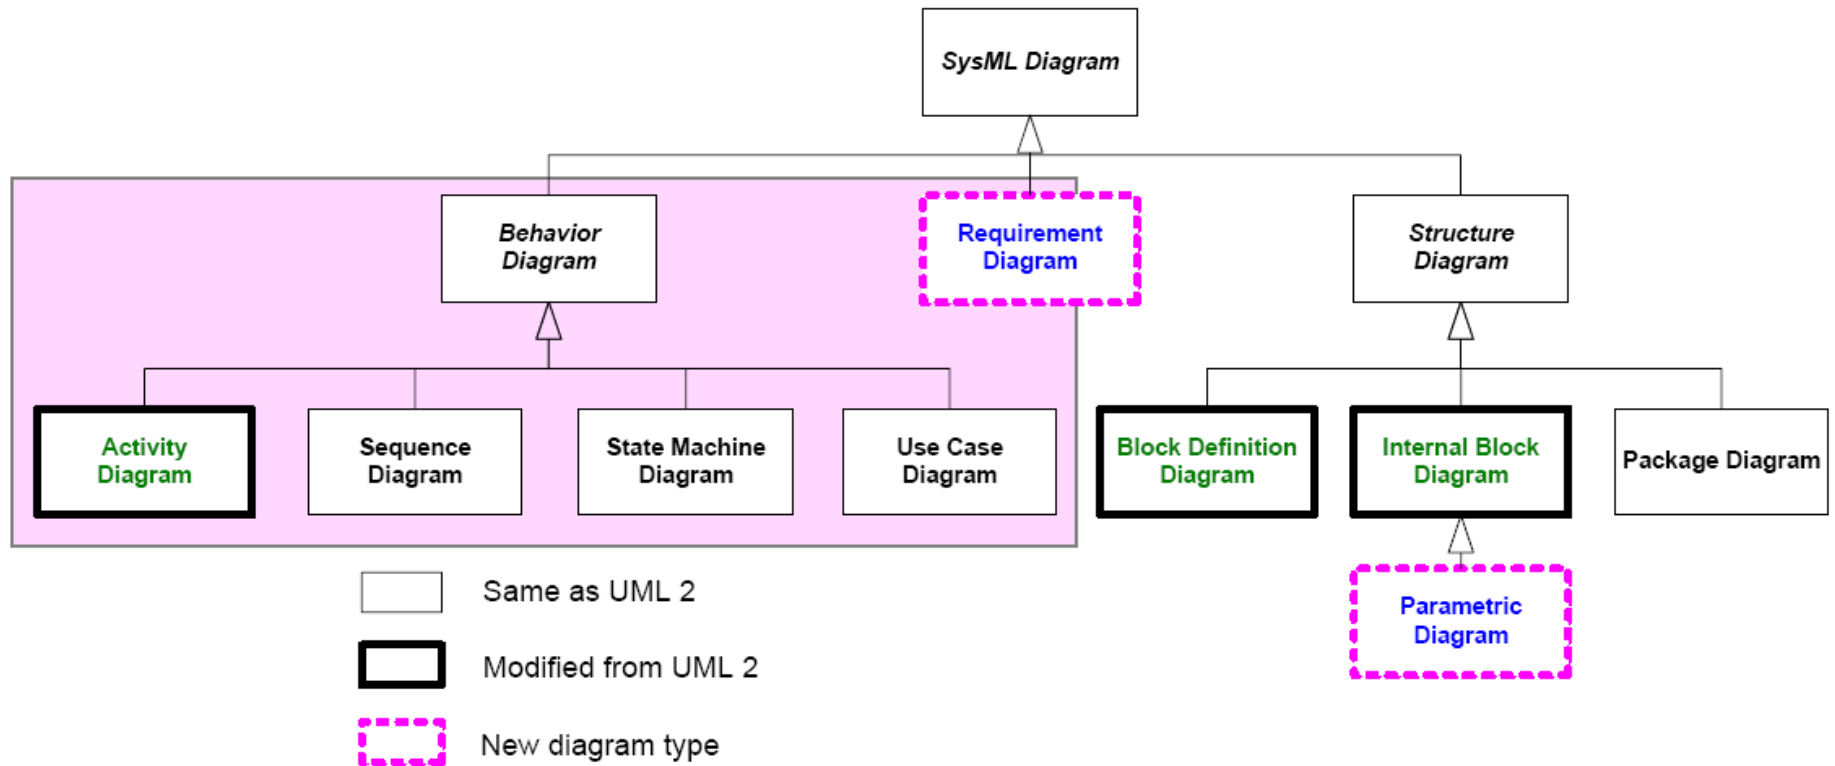 SysML Diagram
Behavior
Diagram
Requirement
Diagram
Structure
Diagram
Activity
Diagram
Sequence
Diagram
State Machine
Diagram
Use Case
Diagram
Block Definition
Diagram
Internal Block
Diagram
Package Diagram
Parametric
Diagram
Same as UML 2
Modified from UML 2
New diagram type